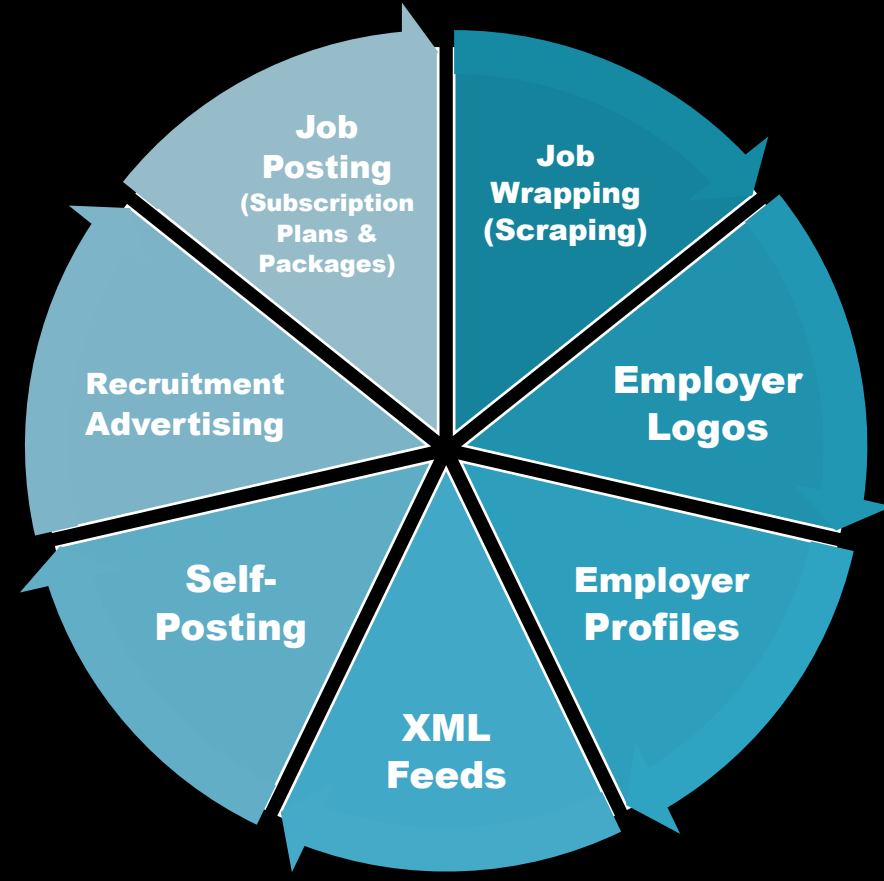 Job
Posting
(Subscription
Plans &
Packages)
Job
Wrapping
(Scraping)
Employer
Logos
Employer
Profiles
XML
Feeds
Self-
Posting
Recruitment
Advertising